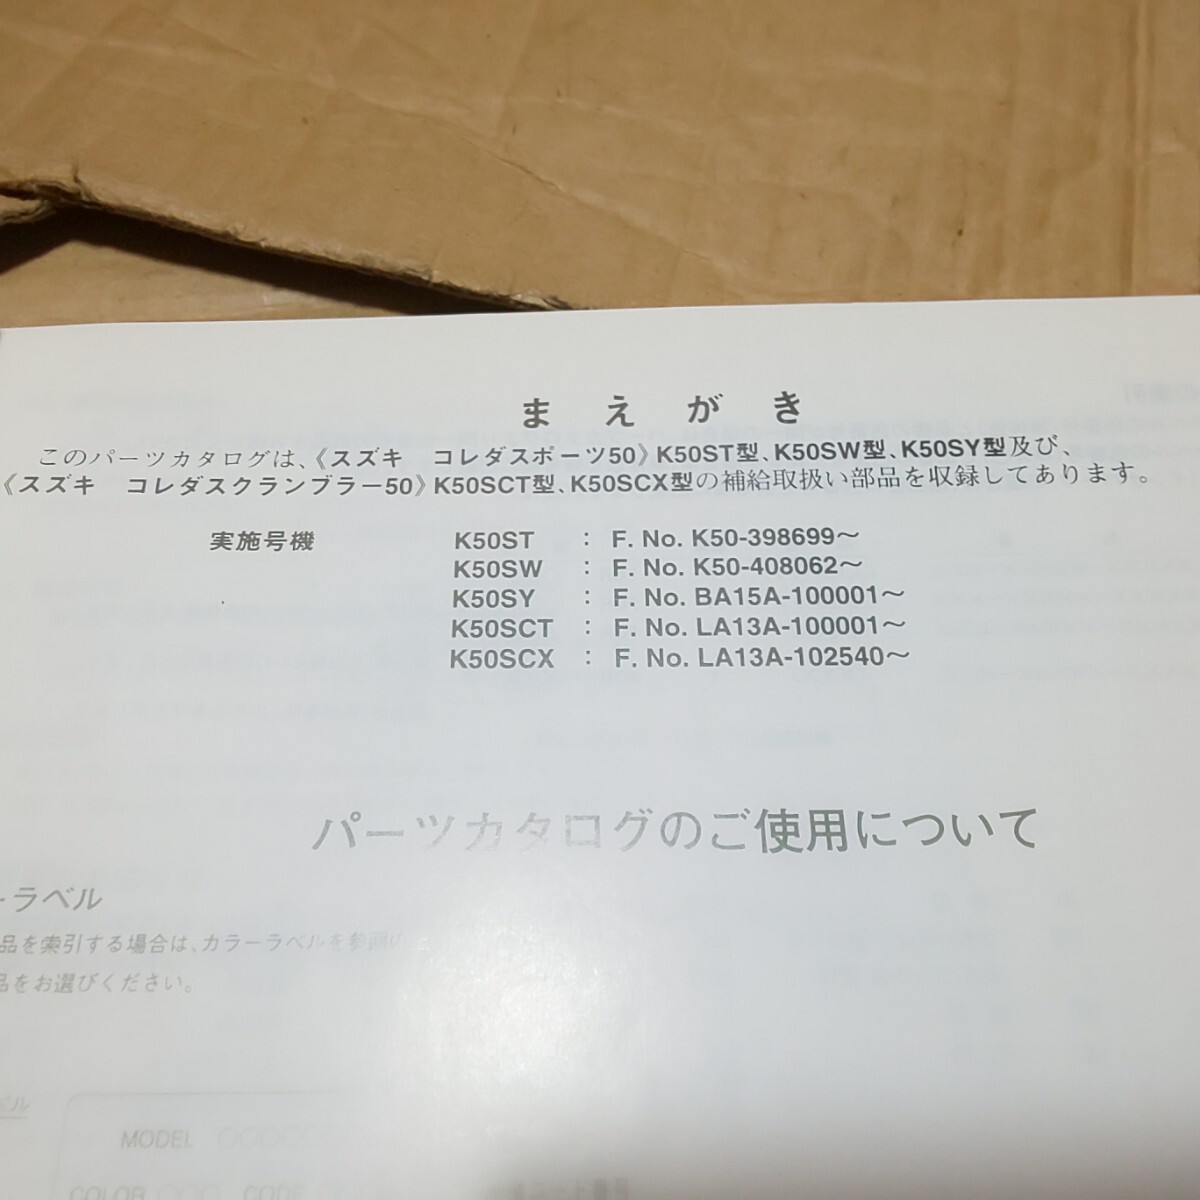 まえがき
このパーツカタログは、《スズキ　コレダスポーツ50》K50ST型、K50SW型、K50SY型及び、
《スズキ　コレダスクランブラー50》K50SCT型、K50SCX型の補給取扱い部品を収録してあります。
実施号機　K50ST : F. No. K50-398699～
K50SW : F. No. K50-408062～
K50SY : F. No. BA15A-100001～
K50SCT : F. No. LA13A-100001～
K50SCX : F. No. LA13A-102540～
パーツカタログのご使用について
ーラベル
品を索引する場合は、カラーラベルを参照の
品をお選びください。
ベル
MODEL ○○○○○
COLOR ○○○ CODE